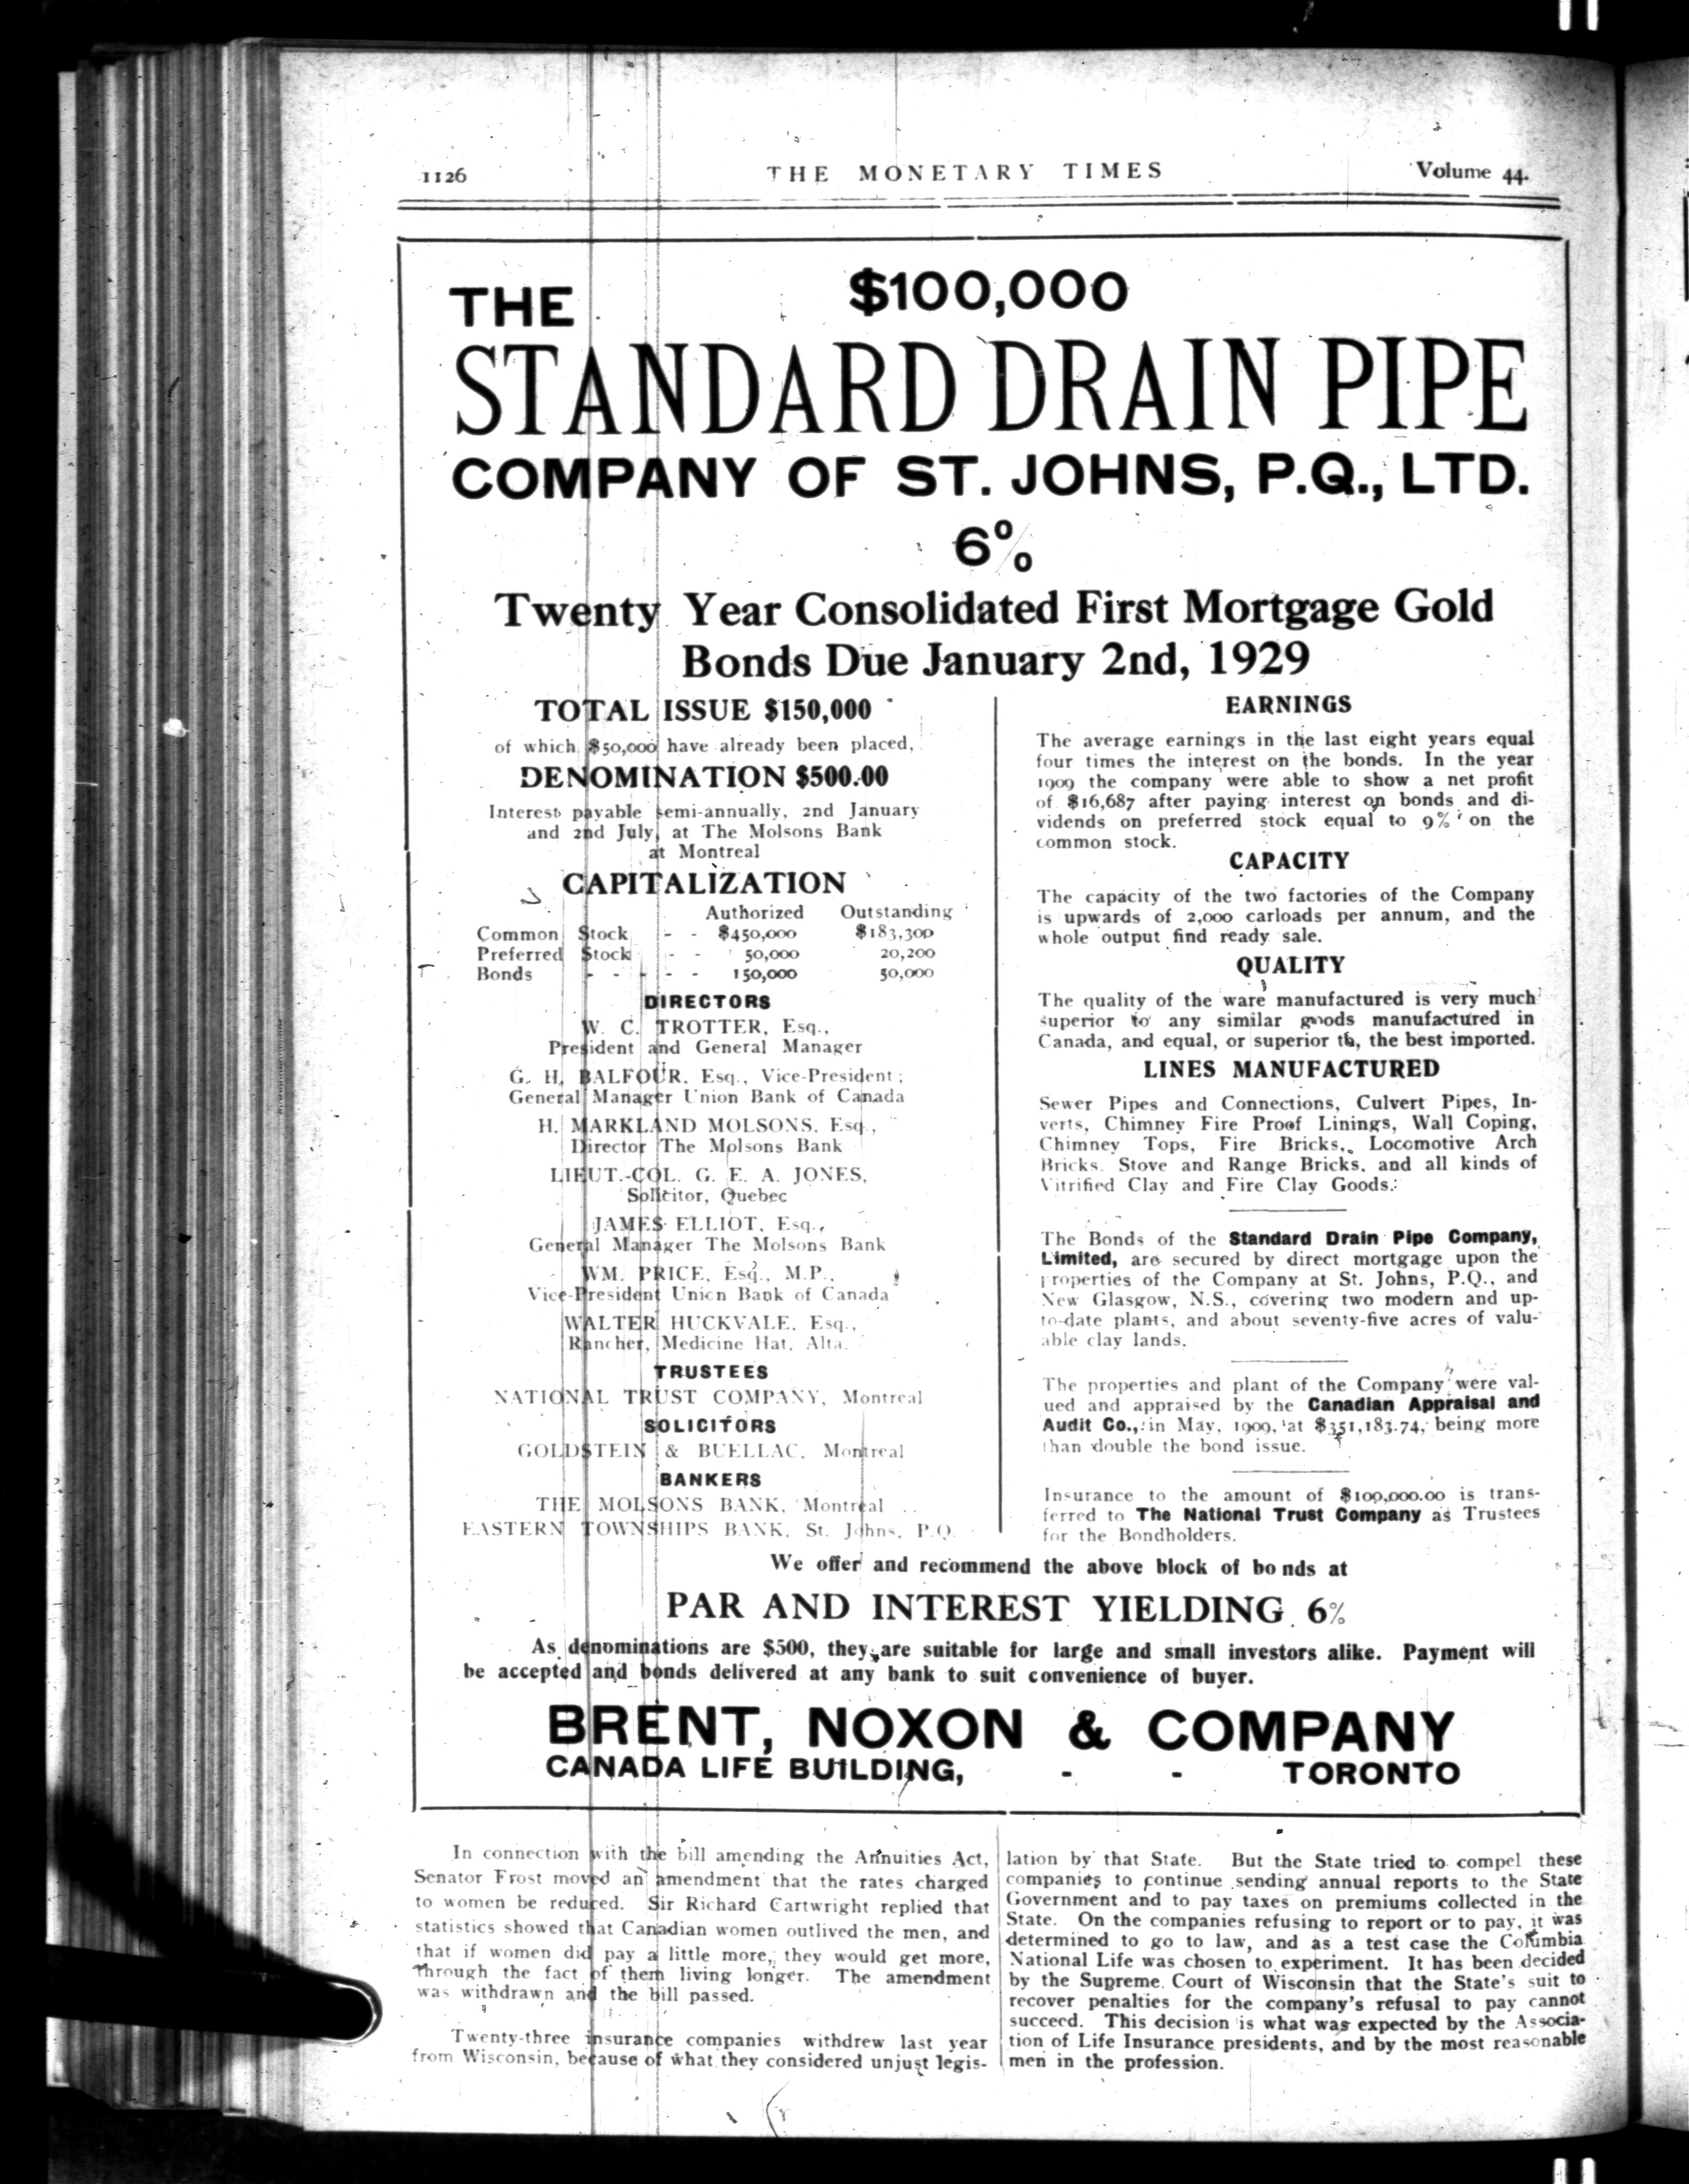 1126
THE MONETARY TIMES
Volume 44.
$100,000
THE
STANDARD DRAIN PIPE
COMPANY OF ST. JOHNS, P.Q., LTD.
6%
Twenty Year Consolidated First Mortgage Gold
Bonds Due January 2nd, 1929
TOTAL ISSUE $150,000
of which $50,000 have already been placed,
DENOMINATION $500.00
Interest payable semi-annually, 2nd January
and 2nd July, at The Molsons Bank
at Montreal
CAPITALIZATION
Authorized Outstanding
Common Stock - - $450,000 $183,300
Preferred Stock - - 50,000 20,200
Bonds - - - - - 150,000 50,000
DIRECTORS
W. C. TROTTER, Esq.,
President and General Manager
G. H. BALFOUR, Esq., Vice-President;
General Manager Union Bank of Canada
H. MARKLAND MOLSONS, Esq.,
Director The Molsons Bank
LIEUT.-COL. G. E. A. JONES,
Solicitor, Quebec
JAMES ELLIOT, Esq.,
General Manager The Molsons Bank
WM. PRICE, Esq., M.P.,
Vice-President Union Bank of Canada
WALTER HUCKVALE, Esq.,
Rancher, Medicine Hat, Alta.
TRUSTEES
NATIONAL TRUST COMPANY, Montreal
SOLICITORS
GOLDSTEIN & BUELLAC, Montreal
BANKERS
THE MOLSONS BANK, Montreal
EASTERN TOWNSHIPS BANK, St. Johns, P.Q.
EARNINGS
The average earnings in the last eight years equal
four times the interest on the bonds. In the year
1909 the company were able to show a net profit
of $16,687 after paying interest on bonds and di-
vidends on preferred stock equal to 9% on the
common stock.
CAPACITY
The capacity of the two factories of the Company
is upwards of 2,000 carloads per annum, and the
whole output find ready sale.
QUALITY
The quality of the ware manufactured is very much
superior to any similar goods manufactured in
Canada, and equal, or superior to, the best imported.
LINES MANUFACTURED
Sewer Pipes and Connections, Culvert Pipes, In-
verts, Chimney Fire Proof Linings, Wall Coping,
Chimney Tops, Fire Bricks, Locomotive Arch
Bricks, Stove and Range Bricks, and all kinds of
Vitrified Clay and Fire Clay Goods.
The Bonds of the Standard Drain Pipe Company,
Limited, are secured by direct mortgage upon the
properties of the Company at St. Johns, P.Q., and
New Glasgow, N.S., covering two modern and up-
to-date plants, and about seventy-five acres of valu-
able clay lands.
The properties and plant of the Company were val-
ued and appraised by the Canadian Appraisal and
Audit Co., in May, 1909, at $351,183.74, being more
than double the bond issue.
Insurance to the amount of $100,000.00 is trans-
ferred to The National Trust Company as Trustees
for the Bondholders.
We offer and recommend the above block of bonds at
PAR AND INTEREST YIELDING 6%
As denominations are $500, they are suitable for large and small investors alike. Payment will
be accepted and bonds delivered at any bank to suit convenience of buyer.
BRENT, NOXON & COMPANY
CANADA LIFE BUILDING, - - TORONTO
In connection with the bill amending the Annuities Act,
Senator Frost moved an amendment that the rates charged
to women be reduced. Sir Richard Cartwright replied that
statistics showed that Canadian women outlived the men, and
that if women did pay a little more, they would get more,
through the fact of them living longer. The amendment
was withdrawn and the bill passed.
Twenty-three insurance companies withdrew last year
from Wisconsin, because of what they considered unjust legis-
lation by that State. But the State tried to compel these
companies to continue sending annual reports to the State
Government and to pay taxes on premiums collected in the
State. On the companies refusing to report or to pay, it was
determined to go to law, and as a test case the Columbia
National Life was chosen to experiment. It has been decided
by the Supreme Court of Wisconsin that the State's suit to
recover penalties for the company's refusal to pay cannot
succeed. This decision is what was expected by the Associa-
tion of Life Insurance presidents, and by the most reasonable
men in the profession.